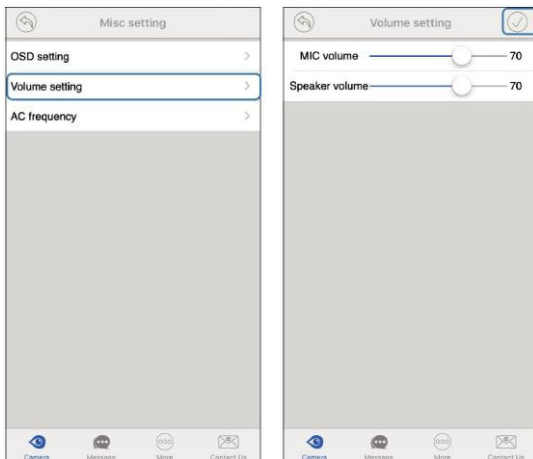 Misc setting
OSD setting
Volume setting
AC frequency
Camera Message More Contact Us
Volume setting
MIC volume 70
Speaker volume 70
Camera Message More Contact Us